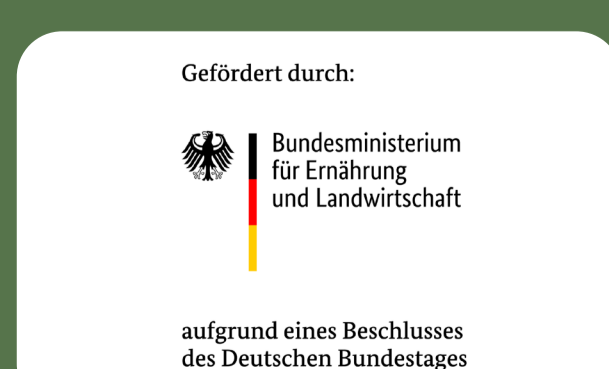 Gefördert durch:
Bundesministerium
für Ernährung
und Landwirtschaft
aufgrund eines Beschlusses
des Deutschen Bundestages